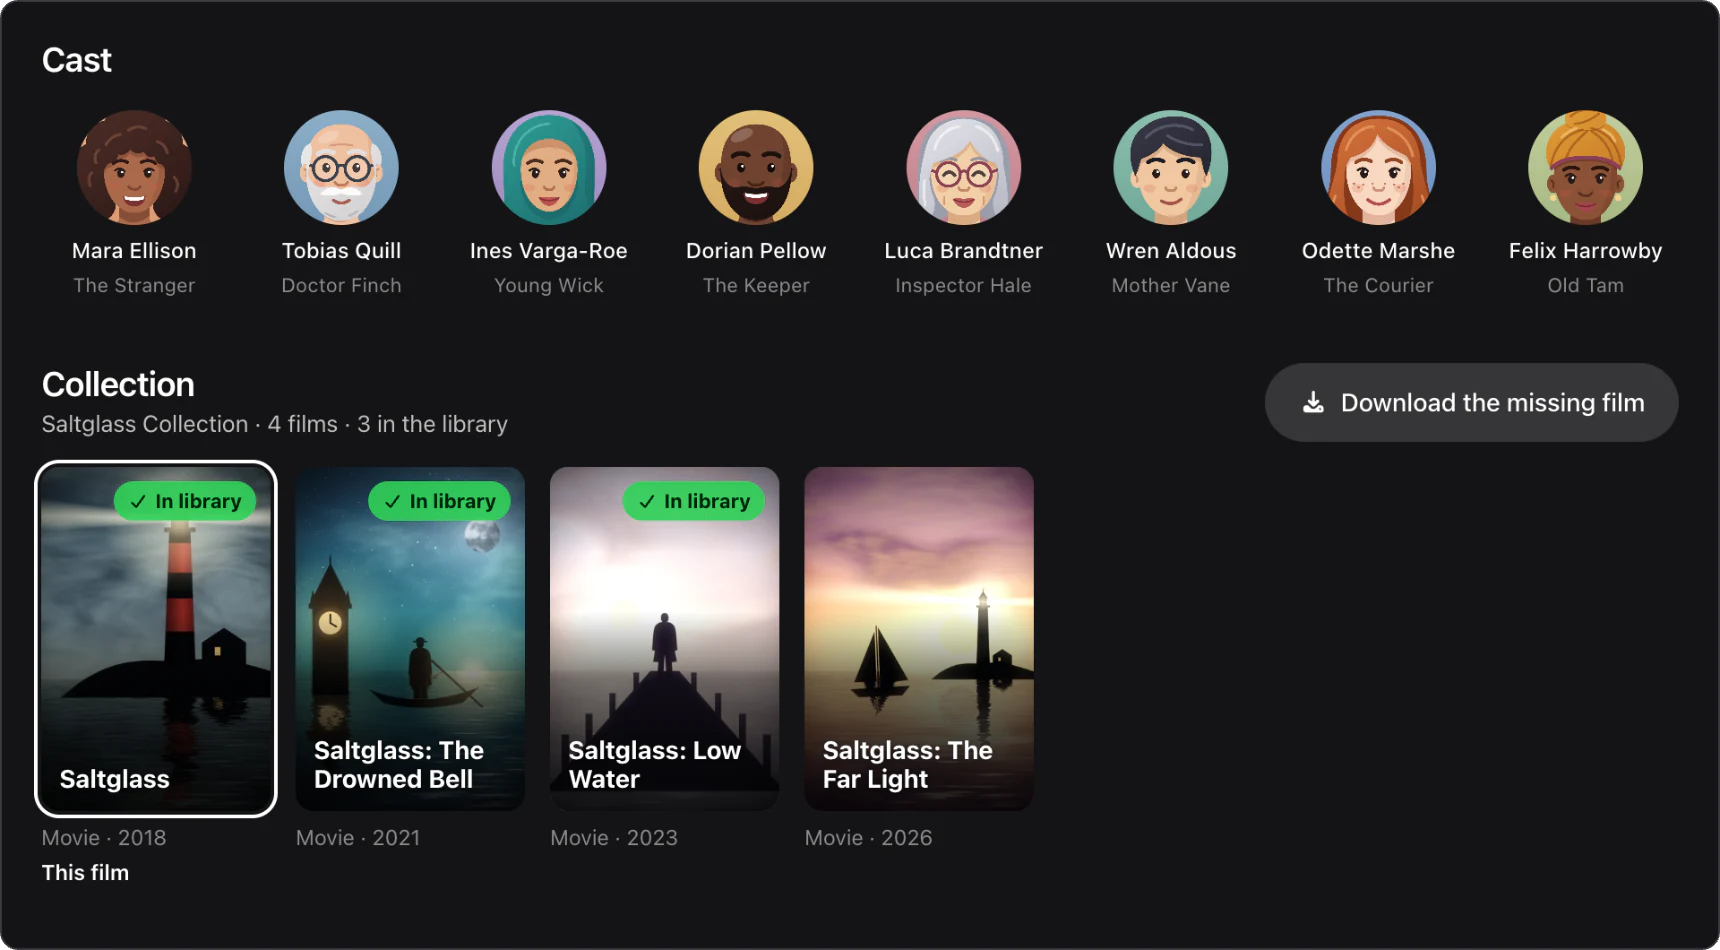 Cast
Mara Ellison
The Stranger
Tobias Quill
Doctor Finch
Ines Varga-Roe
Young Wick
Dorian Pellow
The Keeper
Luca Brandtner
Inspector Hale
Wren Aldous
Mother Vane
Odette Marshe
The Courier
Felix Harrowby
Old Tam
Collection
Saltglass Collection · 4 films · 3 in the library
Download the missing film
In library
Saltglass
Movie · 2018
This film
In library
Saltglass: The
Drowned Bell
Movie · 2021
In library
Saltglass: Low
Water
Movie · 2023
Saltglass: The
Far Light
Movie · 2026